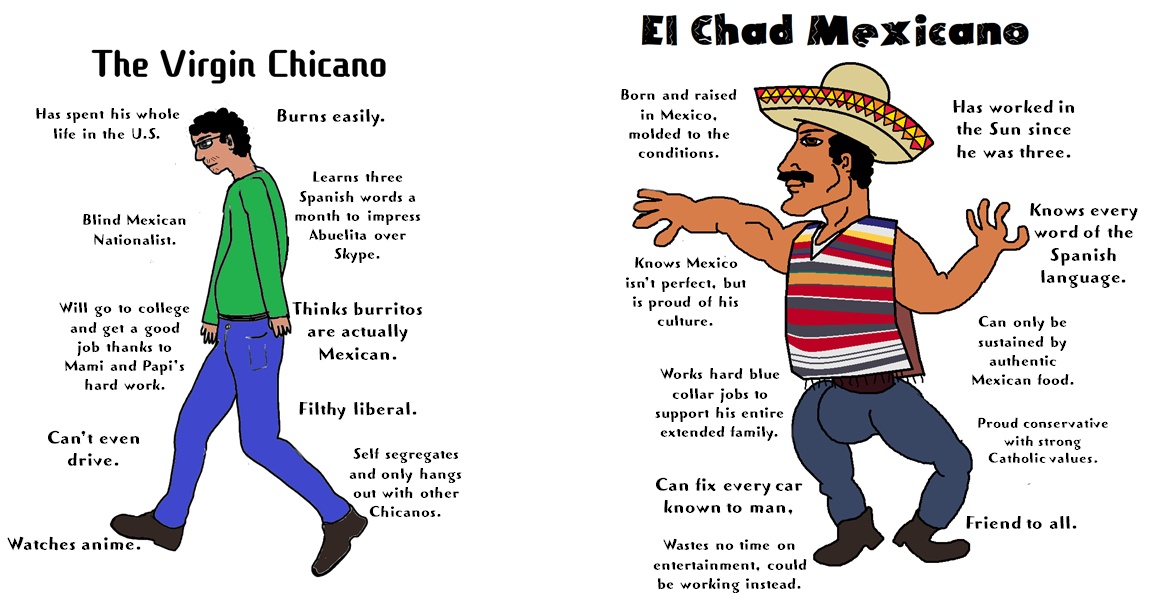 The Virgin Chicano
Has spent his whole
life in the U.S.
Burns easily.
Learns three
Spanish words a
month to impress
Abuelita over
Skype.
Blind Mexican
Nationalist.
Will go to college
and get a good
job thanks to
Mami and Papi's
hard work.
Thinks burritos
are actually
Mexican.
Filthy liberal.
Can't even
drive.
Self segregates
and only hangs
out with other
Chicanos.
Watches anime.
El Chad Mexicano
Born and raised
in Mexico,
molded to the
conditions.
Has worked in
the Sun since
he was three.
Knows every
word of the
Spanish
language.
Knows Mexico
isn't perfect, but
is proud of his
culture.
Can only be
sustained by
authentic
Mexican food.
Works hard blue
collar jobs to
support his entire
extended family.
Proud conservative
with strong
Catholic values.
Can fix every car
known to man,
Friend to all.
Wastes no time on
entertainment, could
be working instead.